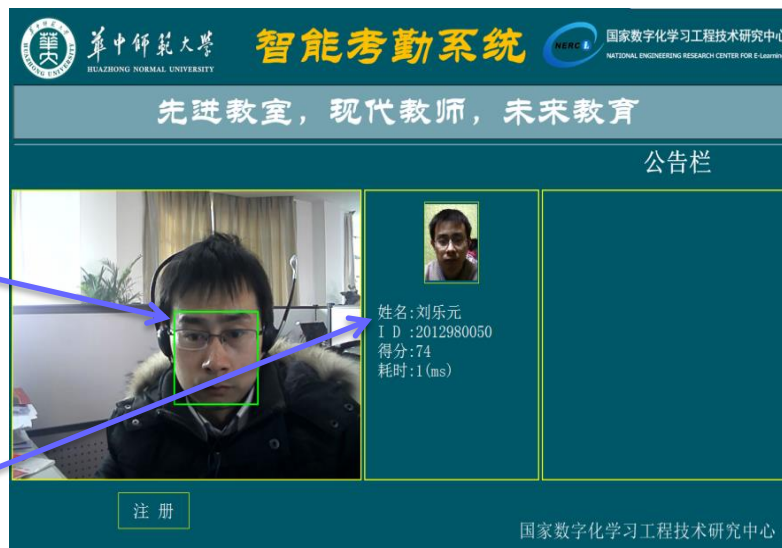 華中师范大学
HUAZHONG NORMAL UNIVERSITY
智能考勤系统
NERC L
国家数字化学习工程技术研究中心
NATIONAL ENGINEERING RESEARCH CENTER FOR E-Learning
先进教室，现代教师，未来教育
公告栏
姓名:刘乐元
I D :2012980050
得分:74
耗时:1(ms)
注 册
国家数字化学习工程技术研究中心